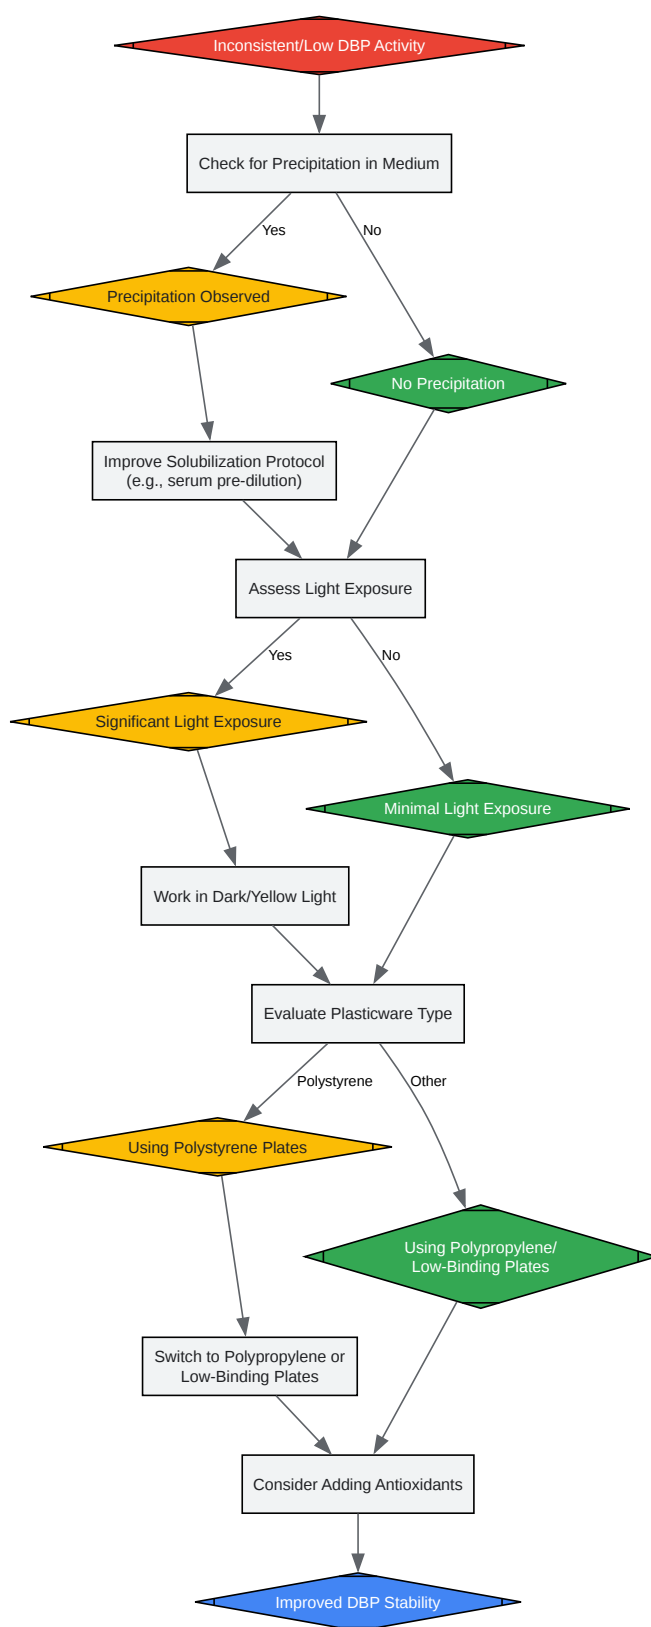 Inconsistent/Low DBP Activity
Check for Precipitation in Medium
Yes
No
Precipitation Observed
No Precipitation
Improve Solubilization Protocol
(e.g., serum pre-dilution)
Assess Light Exposure
Yes
No
Significant Light Exposure
Minimal Light Exposure
Work in Dark/Yellow Light
Evaluate Plasticware Type
Polystyrene
Other
Using Polystyrene Plates
Using Polypropylene/
Low-Binding Plates
Switch to Polypropylene or
Low-Binding Plates
Consider Adding Antioxidants
Improved DBP Stability